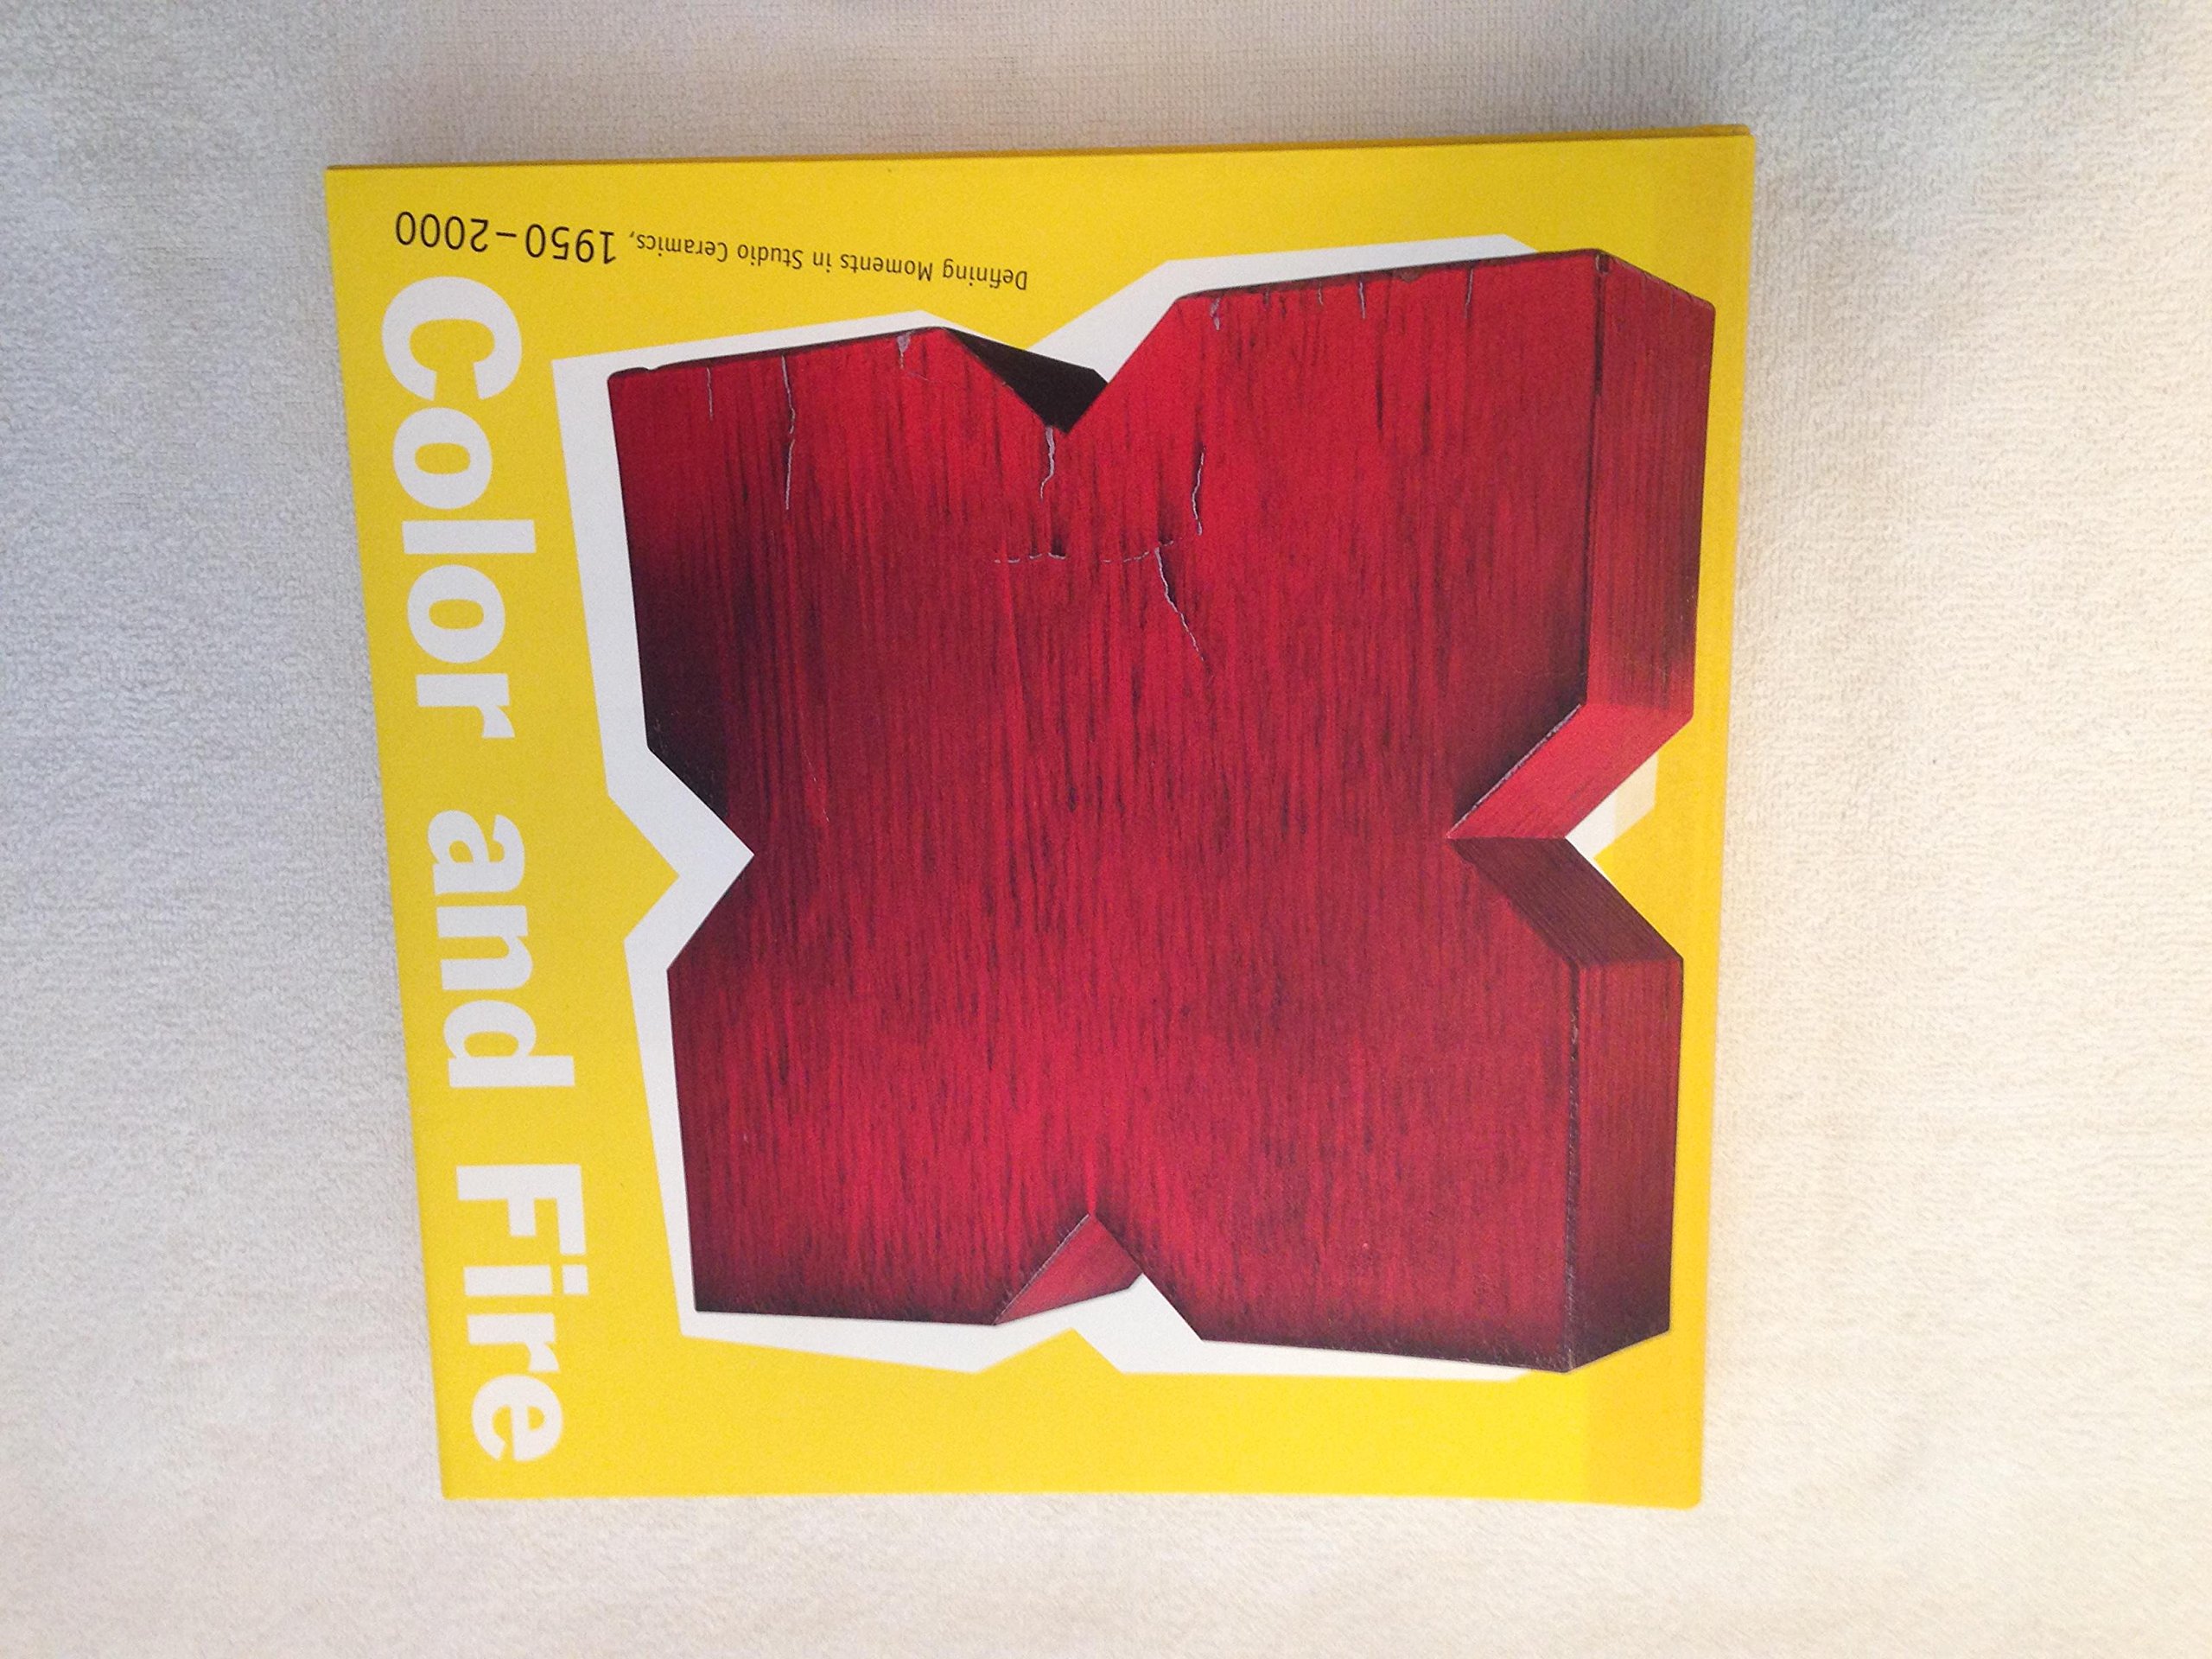 Color and Fire
Defining Moments in Studio Ceramics, 1950–2000